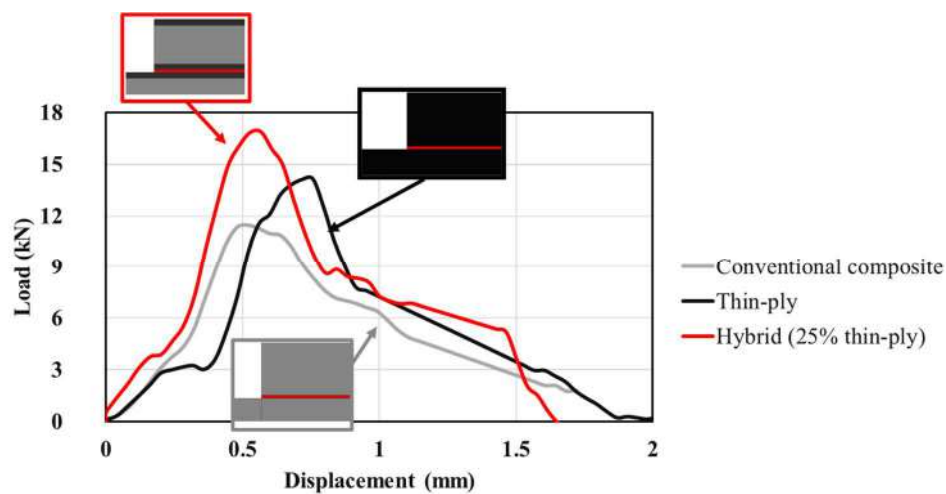 18
15
12
9
6
3
0
Load (kN)
0
0.5
1
1.5
2
Displacement (mm)
Conventional composite
Thin-ply
Hybrid (25% thin-ply)